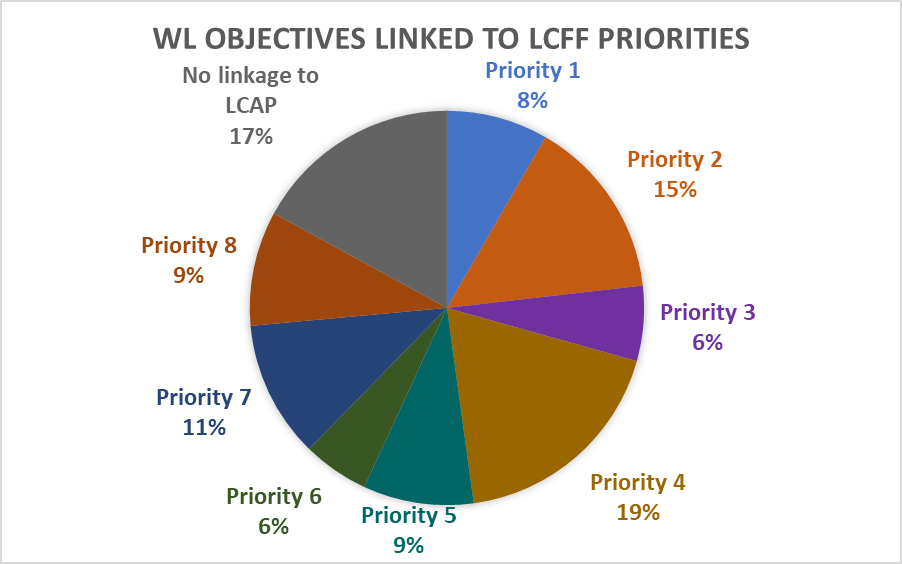 WL OBJECTIVES LINKED TO LCFF PRIORITIES
Priority 1
8%
Priority 2
15%
Priority 3
6%
Priority 4
19%
Priority 5
9%
Priority 6
6%
Priority 7
11%
Priority 8
9%
No linkage to
LCAP
17%